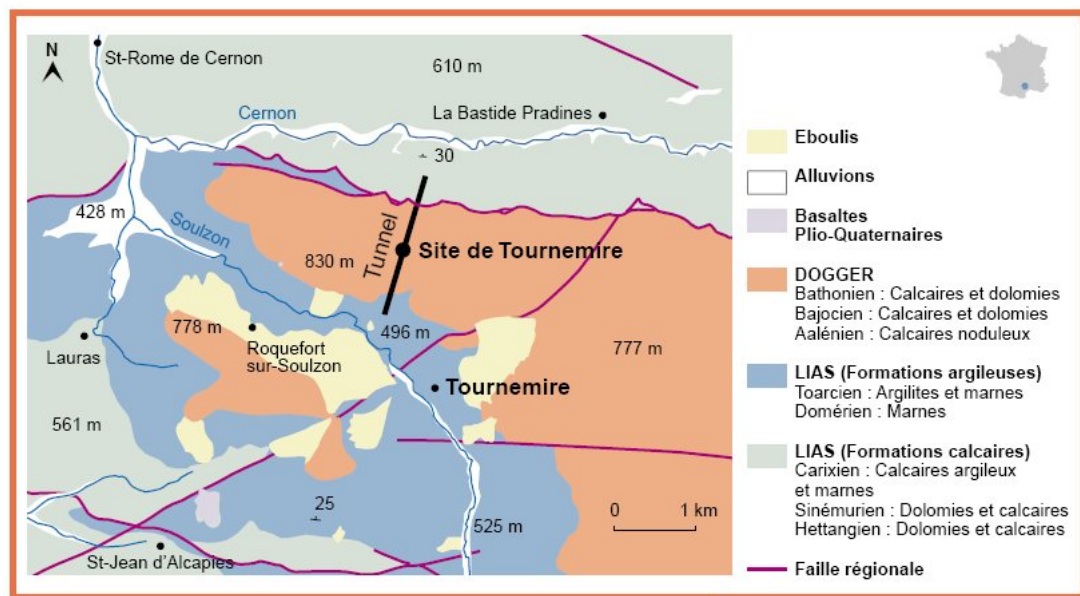 N
St-Rome de Cernon
610 m
La Bastide Pradines
Cernon
30
428 m
Soulzon
Tunnel
Site de Tournemire
830 m
778 m
496 m
777 m
Roquefort
sur-Soulzon
Lauras
Tournemire
561 m
25
525 m
0 1 km
St-Jean d'Alcapies
Eboulis
Alluvions
Basaltes
Plio-Quaternaires
DOGGER
Bathonien : Calcaires et dolomies
Bajocien : Calcaires et dolomies
Aalénien : Calcaires noduleux
LIAS (Formations argileuses)
Toarcien : Argilites et marnes
Domérien : Marnes
LIAS (Formations calcaires)
Carixien : Calcaires argileux
et marnes
Sinémurien : Dolomies et calcaires
Hettangien : Dolomies et calcaires
Faille régionale